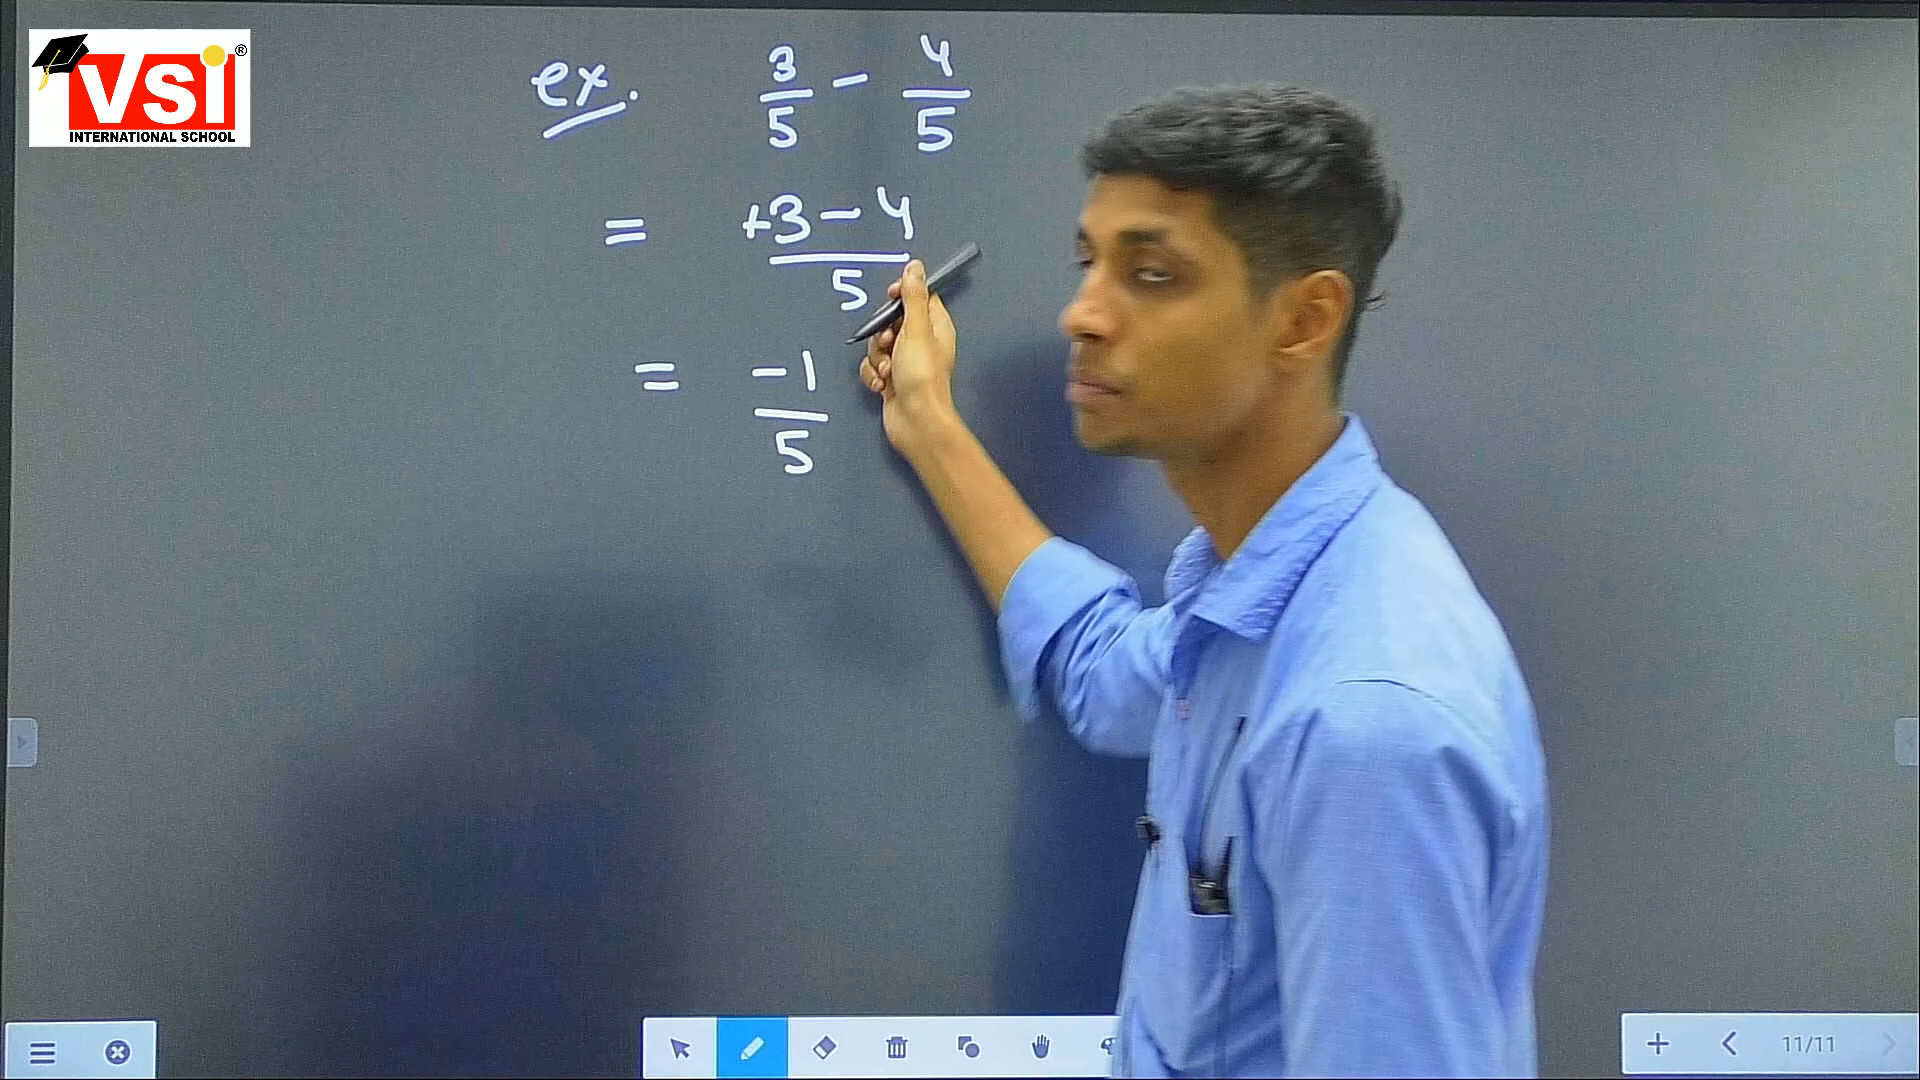 VSI ®
INTERNATIONAL SCHOOL
ex. 3/5 - 4/5
= +3-4/5
= -1/5
11/11